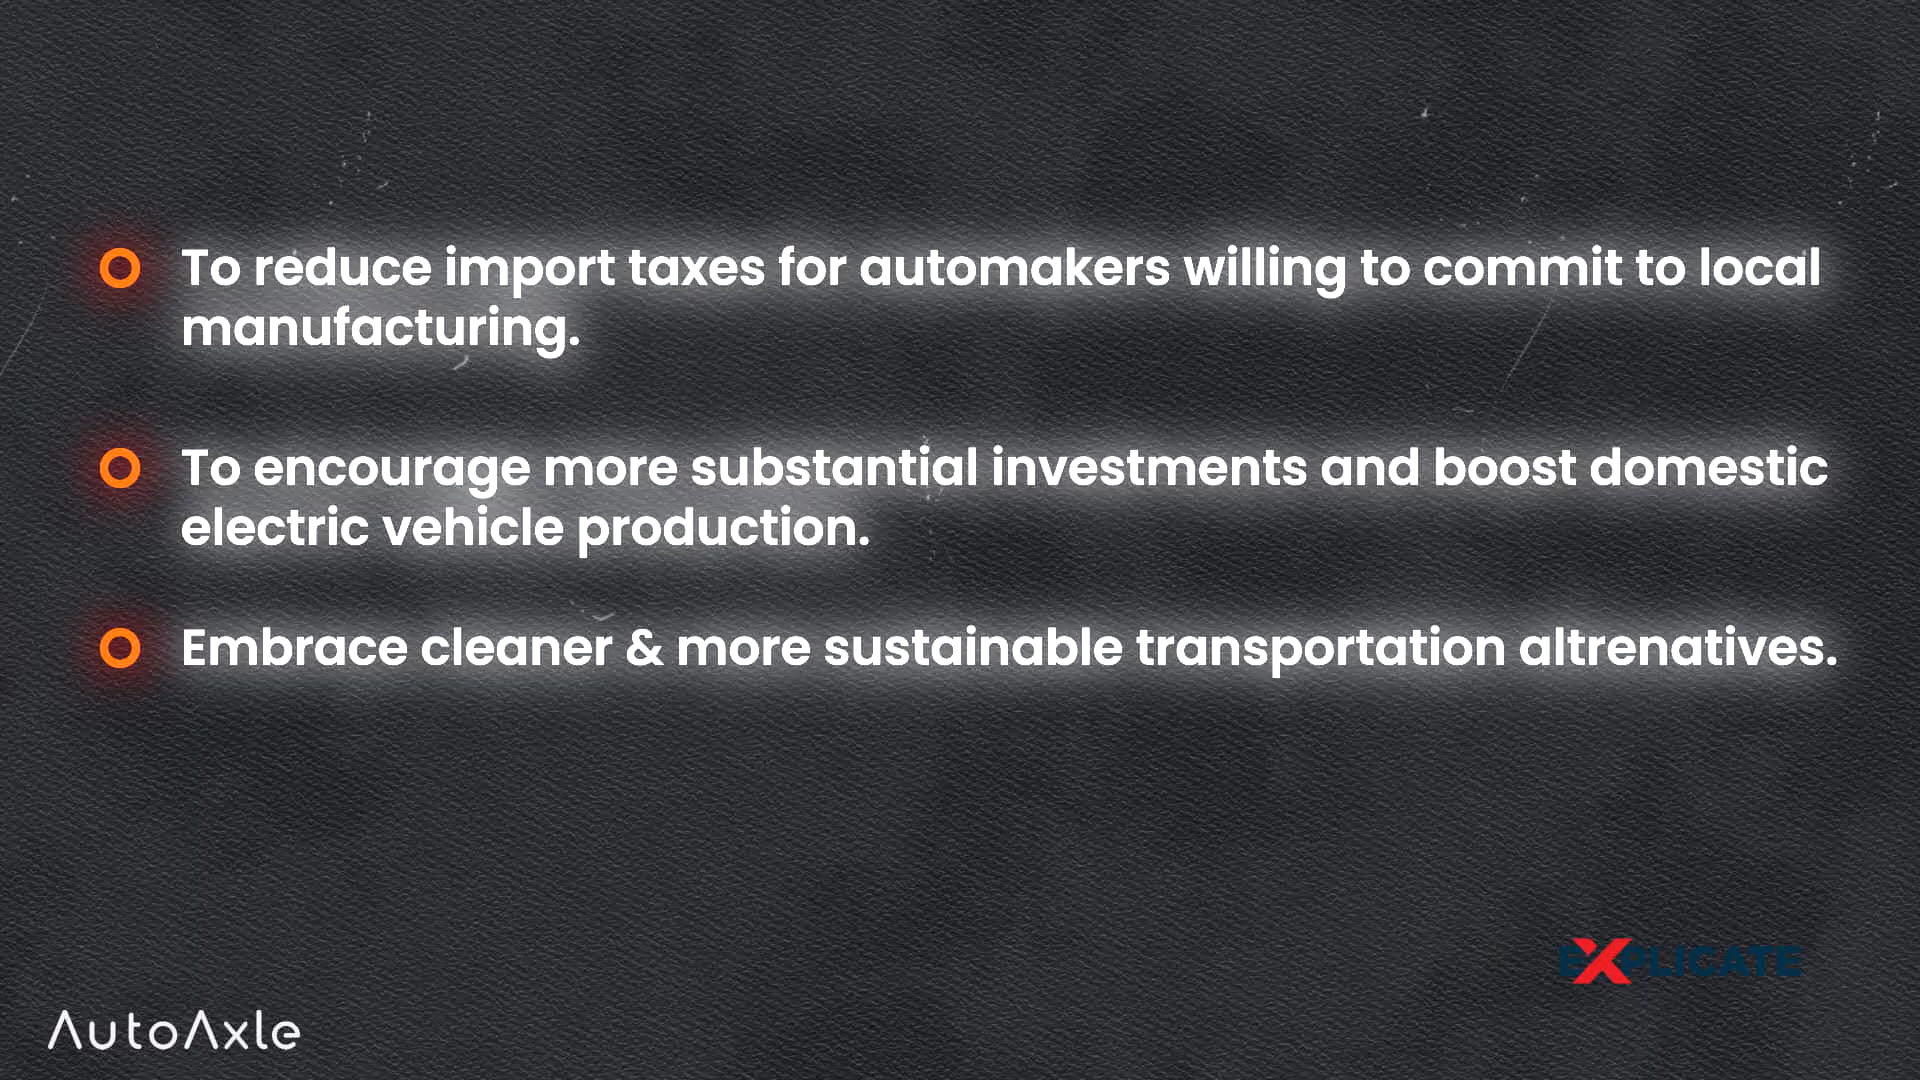 To reduce import taxes for automakers willing to commit to local
manufacturing.
To encourage more substantial investments and boost domestic
electric vehicle production.
Embrace cleaner & more sustainable transportation altrenatives.
EXPLICATE
AutoAxle